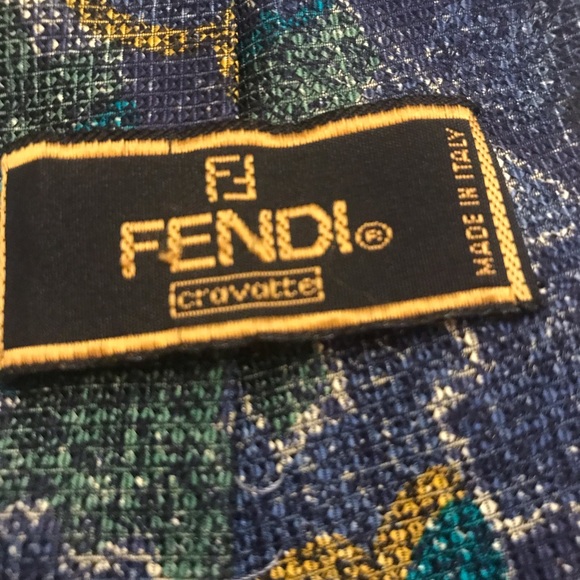 FF
FENDI®
cravatte
MADE IN ITALY